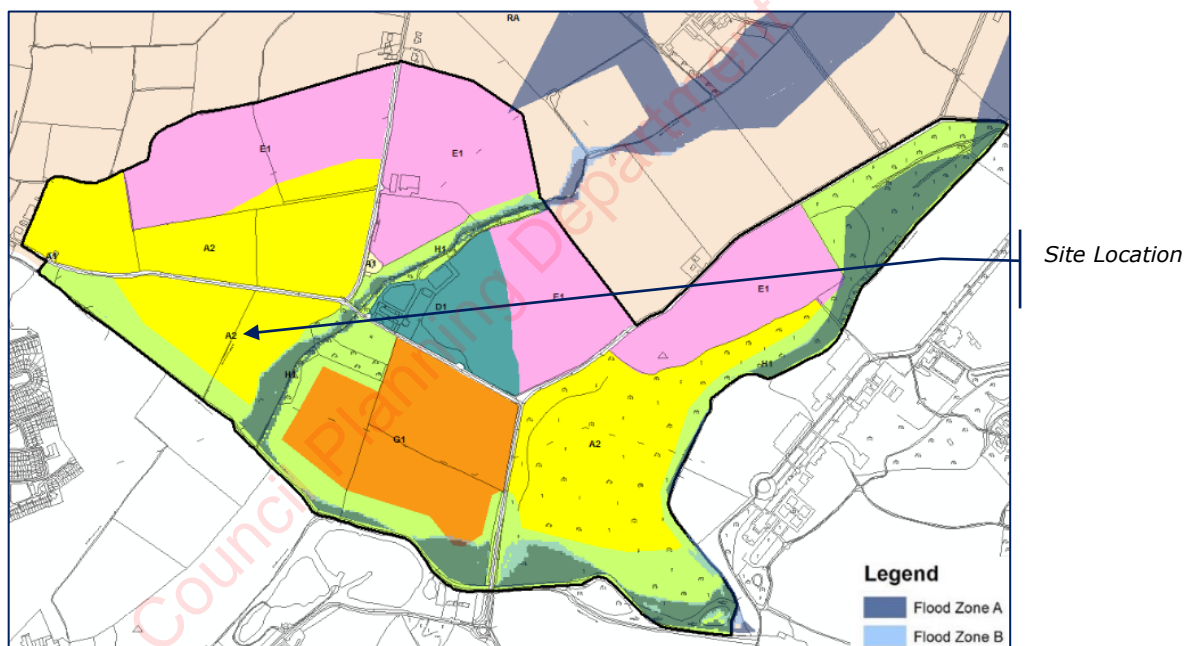 RA
E1
E1
A2
A1
H1
A3
D1
E1
E1
A2
H1
H1
G1
A2
Site Location
Council Planning Department
Legend
Flood Zone A
Flood Zone B